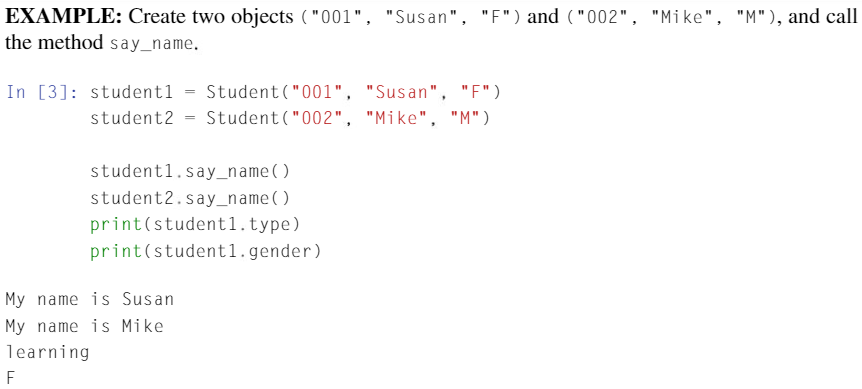 EXAMPLE: Create two objects ("001", "Susan", "F") and ("002", "Mike", "M"), and call
the method say_name.
In [3]: student1 = Student("001", "Susan", "F")
student2 = Student("002", "Mike", "M")
student1.say_name()
student2.say_name()
print(student1.type)
print(student1.gender)
My name is Susan
My name is Mike
learning
F